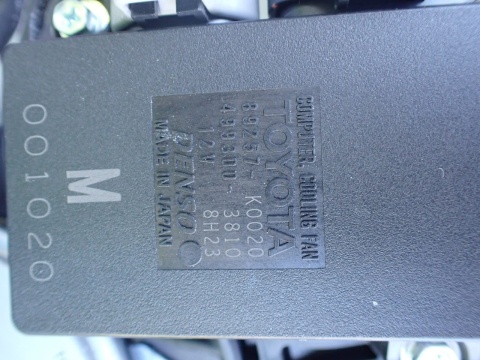 COMPUTER, COOLING FAN
TOYOTA
89257- K0020
499300- 3810
12V 8H23
DENSO
MADE IN JAPAN
M
001020